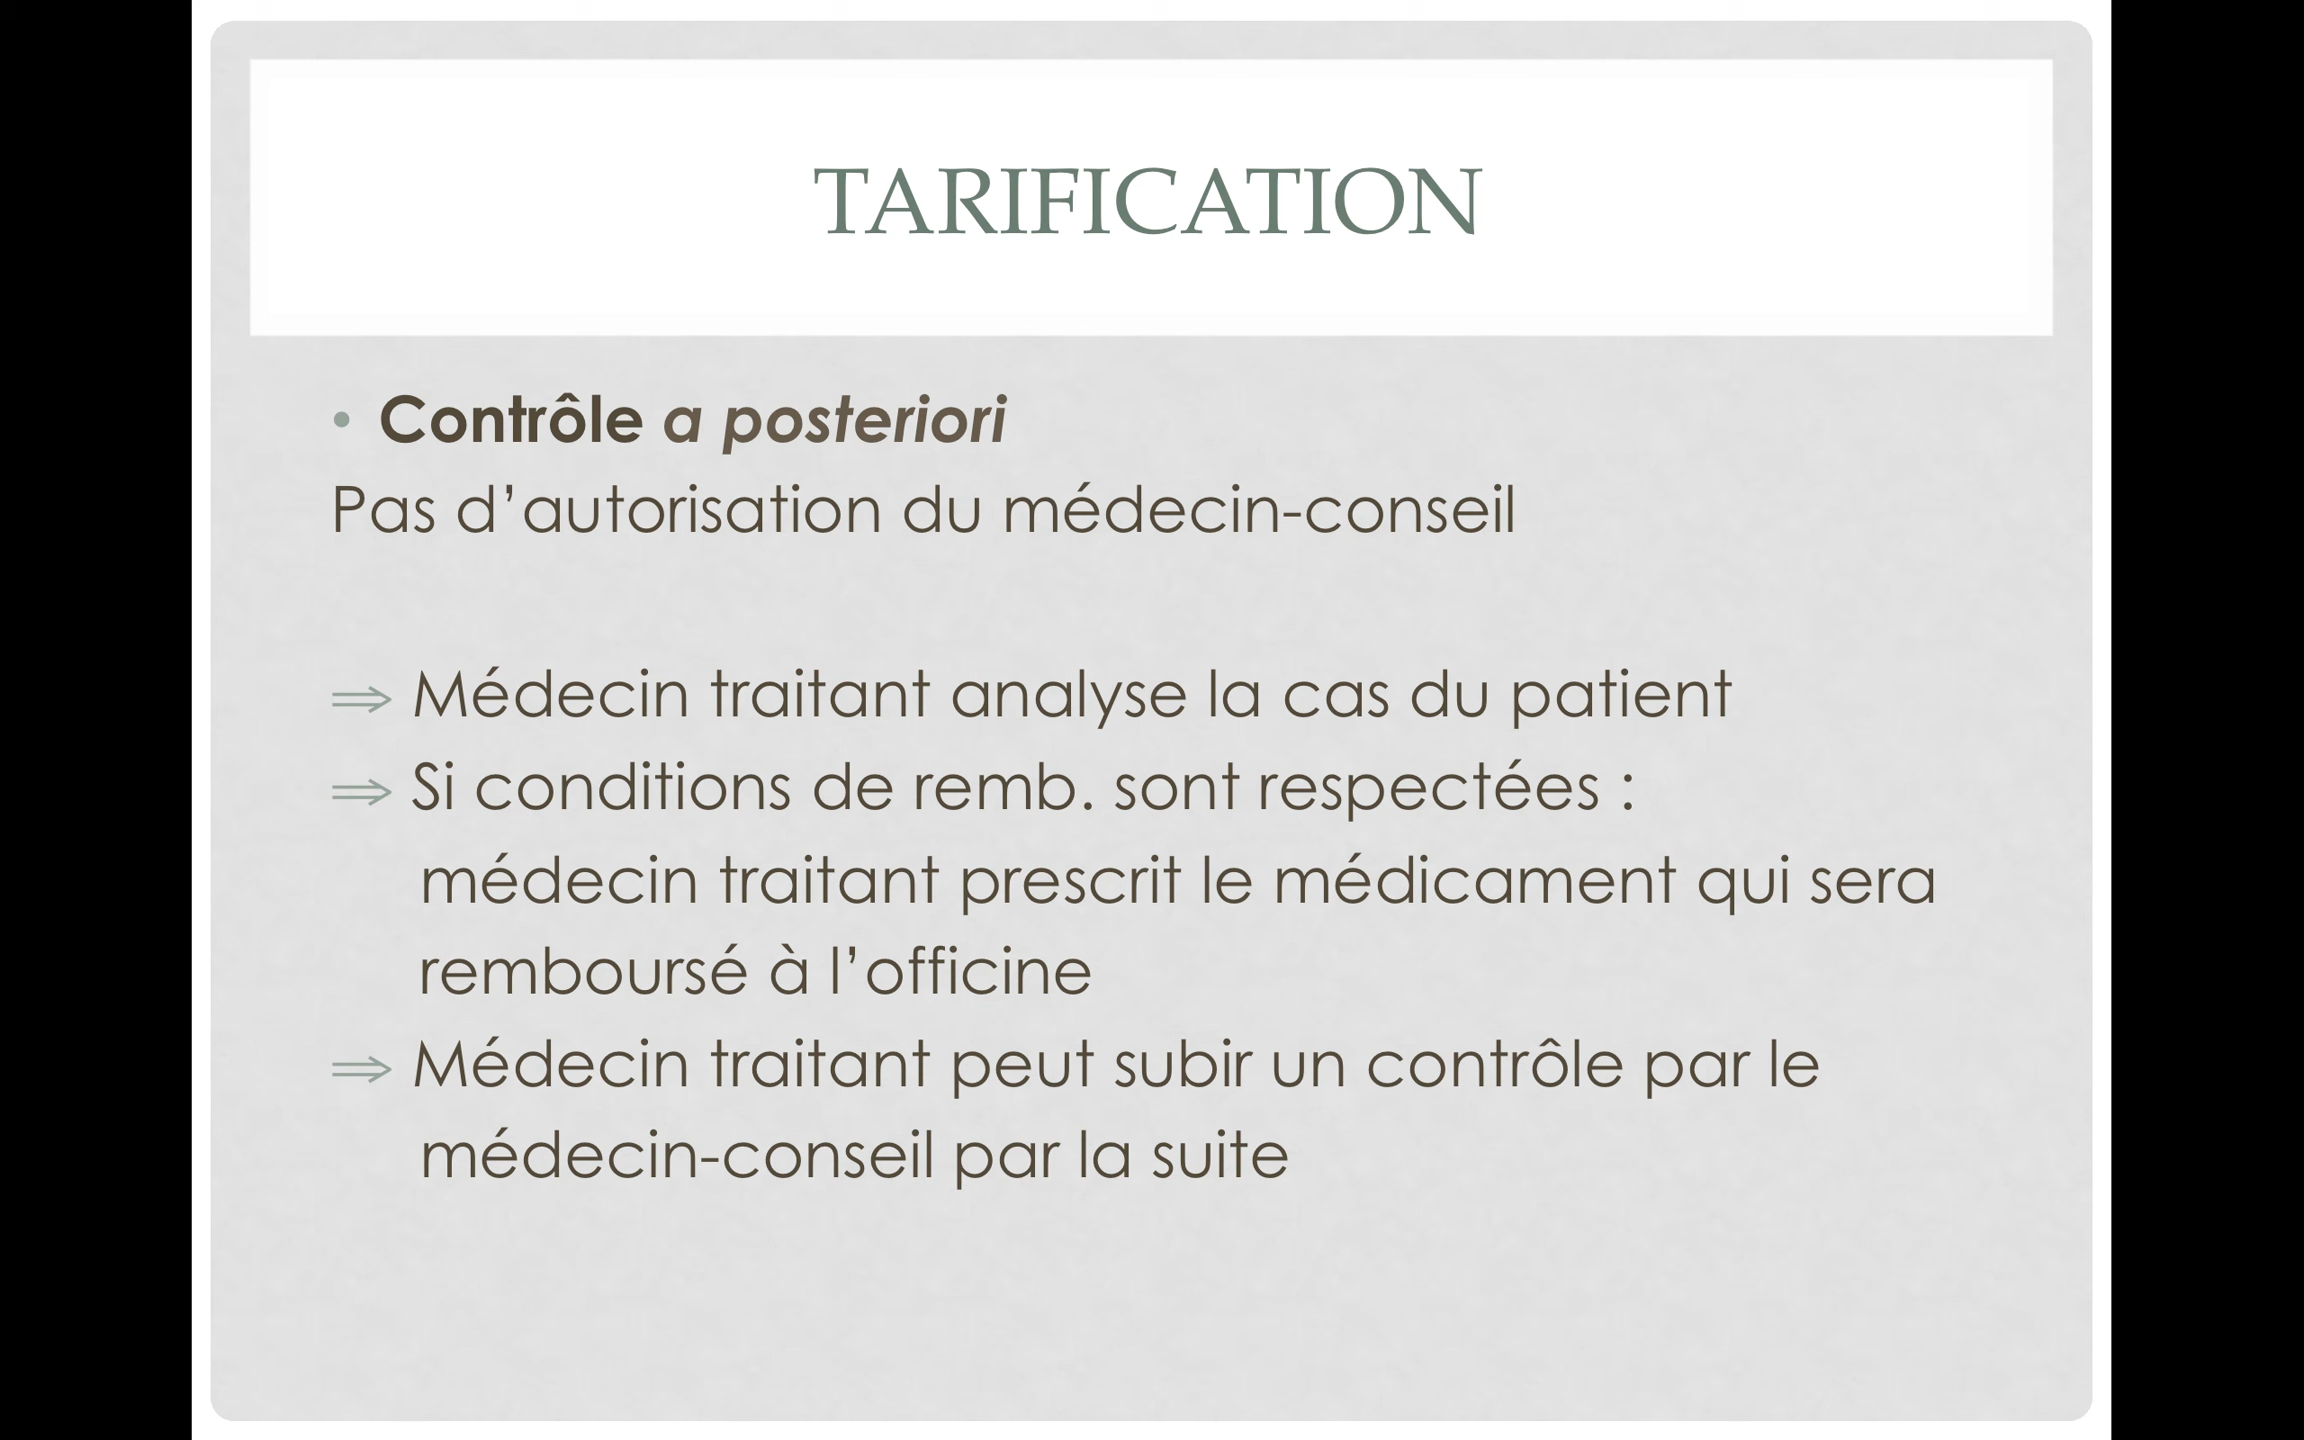 TARIFICATION
• Contrôle a posteriori
Pas d’autorisation du médecin-conseil
⇒ Médecin traitant analyse la cas du patient
⇒ Si conditions de remb. sont respectées :
médecin traitant prescrit le médicament qui sera
remboursé à l’officine
⇒ Médecin traitant peut subir un contrôle par le
médecin-conseil par la suite